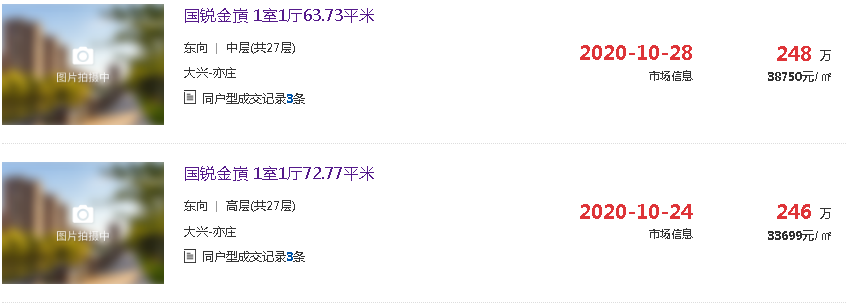 国锐金嵿 1室1厅63.73平米
东向 | 中层(共27层)
大兴-亦庄
同户型成交记录3条
2020-10-28
市场信息
248 万
38750元/㎡
图片拍摄中
国锐金嵿 1室1厅72.77平米
东向 | 高层(共27层)
大兴-亦庄
同户型成交记录3条
2020-10-24
市场信息
246 万
33699元/㎡
图片拍摄中